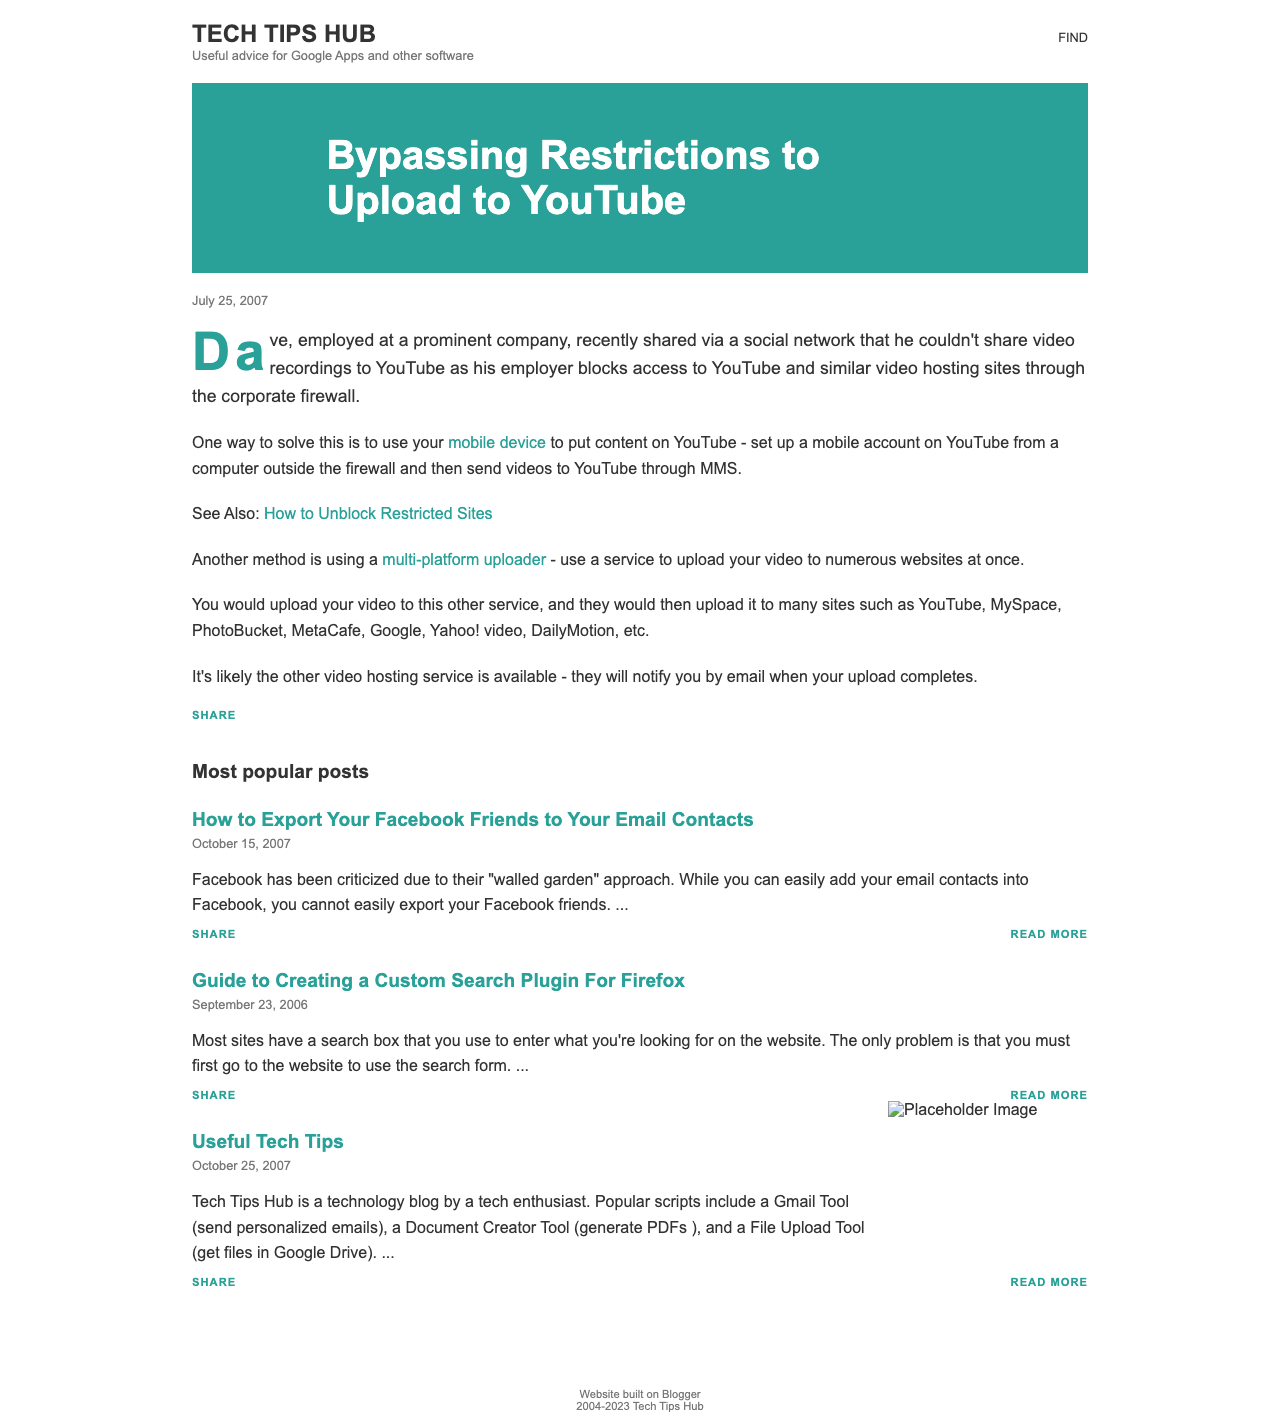 TECH TIPS HUB
Useful advice for Google Apps and other software
FIND
Bypassing Restrictions to
Upload to YouTube
July 25, 2007
Dave, employed at a prominent company, recently shared via a social network that he couldn't share video
recordings to YouTube as his employer blocks access to YouTube and similar video hosting sites through
the corporate firewall.
One way to solve this is to use your mobile device to put content on YouTube - set up a mobile account on YouTube from a
computer outside the firewall and then send videos to YouTube through MMS.
See Also: How to Unblock Restricted Sites
Another method is using a multi-platform uploader - use a service to upload your video to numerous websites at once.
You would upload your video to this other service, and they would then upload it to many sites such as YouTube, MySpace,
PhotoBucket, MetaCafe, Google, Yahoo! video, DailyMotion, etc.
It's likely the other video hosting service is available - they will notify you by email when your upload completes.
SHARE
Most popular posts
How to Export Your Facebook Friends to Your Email Contacts
October 15, 2007
Facebook has been criticized due to their "walled garden" approach. While you can easily add your email contacts into
Facebook, you cannot easily export your Facebook friends. ...
SHARE
READ MORE
Guide to Creating a Custom Search Plugin For Firefox
September 23, 2006
Most sites have a search box that you use to enter what you're looking for on the website. The only problem is that you must
first go to the website to use the search form. ...
SHARE
READ MORE
Placeholder Image
Useful Tech Tips
October 25, 2007
Tech Tips Hub is a technology blog by a tech enthusiast. Popular scripts include a Gmail Tool
(send personalized emails), a Document Creator Tool (generate PDFs ), and a File Upload Tool
(get files in Google Drive). ...
SHARE
READ MORE
Website built on Blogger
2004-2023 Tech Tips Hub